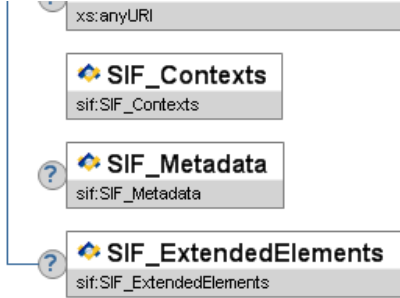 xs:anyURI
SIF_Contexts
sif:SIF_Contexts
?
SIF_Metadata
sif:SIF_Metadata
?
SIF_ExtendedElements
sif:SIF_ExtendedElements